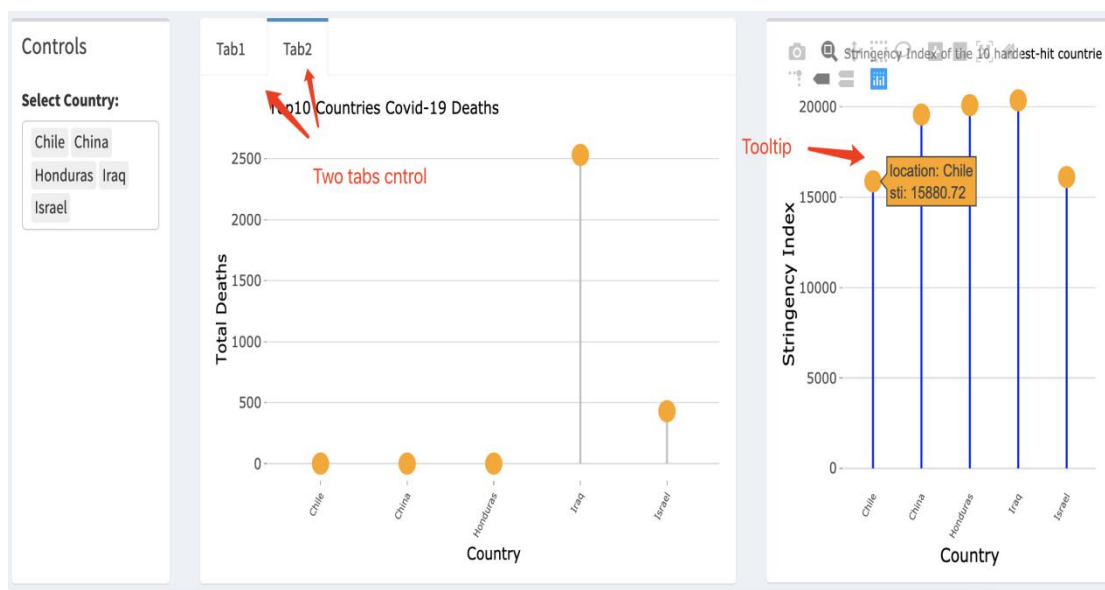 Controls
Select Country:
Chile China
Honduras Iraq
Israel
Tab1 Tab2
Top10 Countries Covid-19 Deaths
Two tabs cntrol
2500
2000
1500
1000
500
0
Total Deaths
Chile
China
Honduras
Iraq
Israel
Country
Stringency Index of the 10 hardest-hit countrie
Tooltip
location: Chile
sti: 15880.72
20000
15000
10000
5000
0
Stringency Index
Chile
China
Honduras
Iraq
Israel
Country